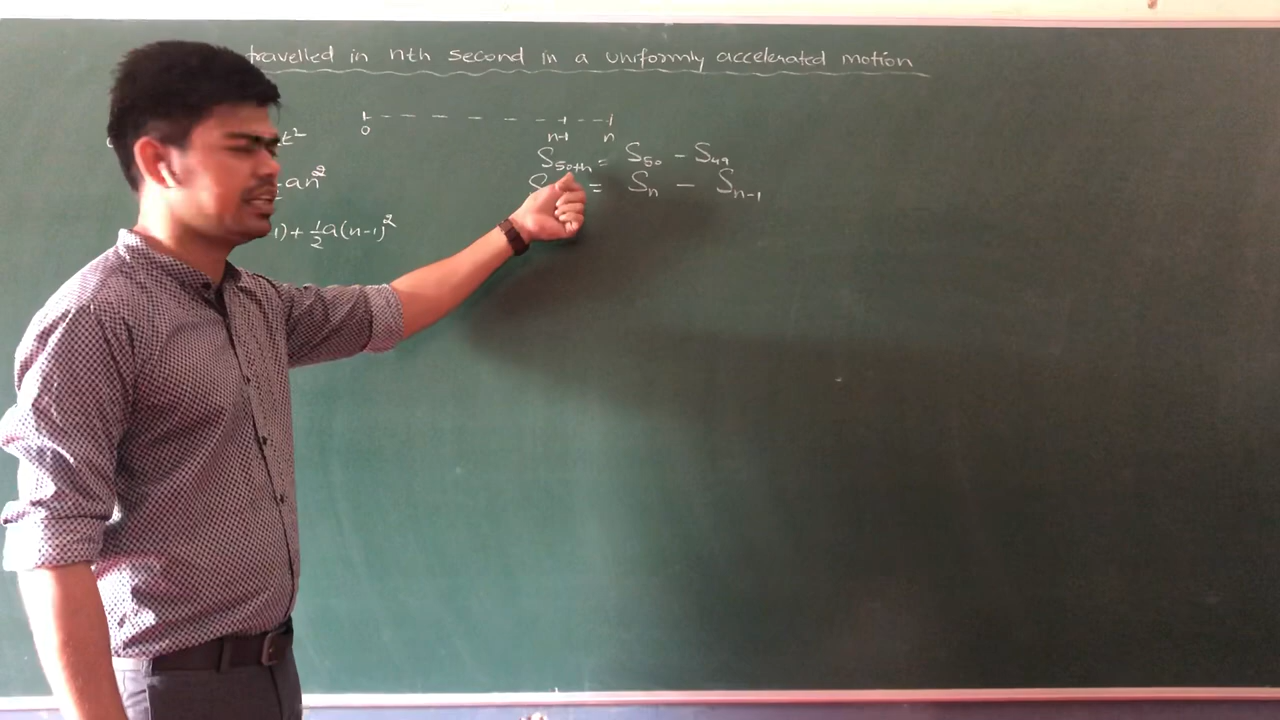 travelled in nth second in a uniformly accelerated motion
0 n-1 n
t²
S₅₀ₜₕ = S₅₀ - S₄₉
an²
S = Sₙ - Sₙ₋₁
1) + ½a(n-1)²